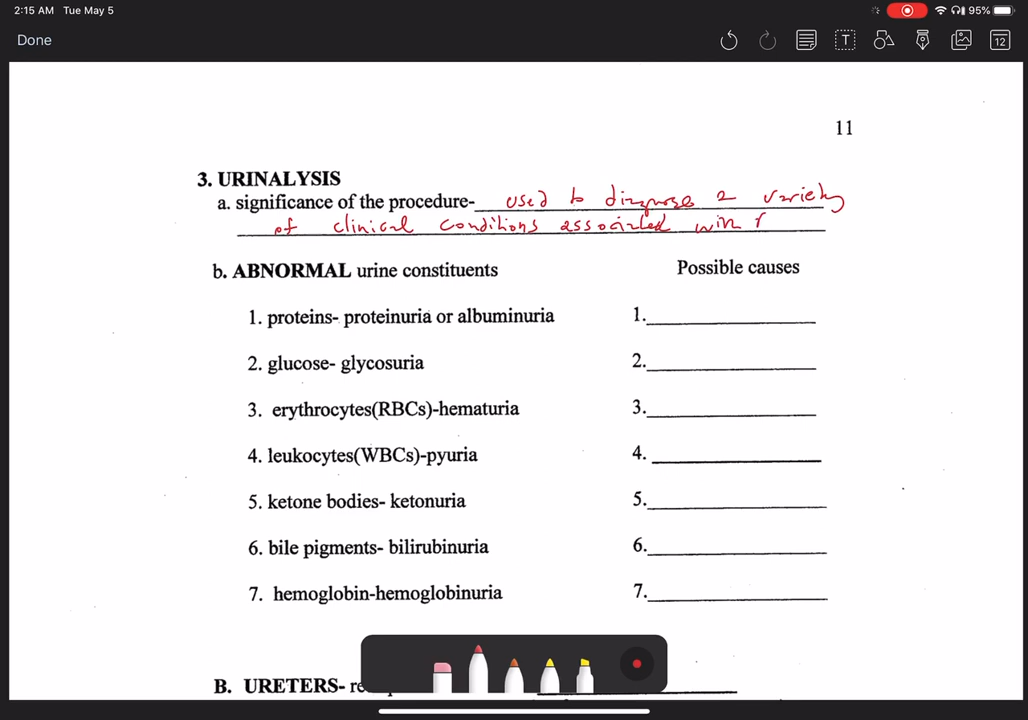 2:15 AM Tue May 5
95%
Done
T
12
11
3. URINALYSIS
a. significance of the procedure- used to diagnose a variety
of clinical conditions associated with
b. ABNORMAL urine constituents Possible causes
1. proteins- proteinuria or albuminuria 1.
2. glucose- glycosuria 2.
3. erythrocytes(RBCs)-hematuria 3.
4. leukocytes(WBCs)-pyuria 4.
5. ketone bodies- ketonuria 5.
6. bile pigments- bilirubinuria 6.
7. hemoglobin-hemoglobinuria 7.
B. URETERS-